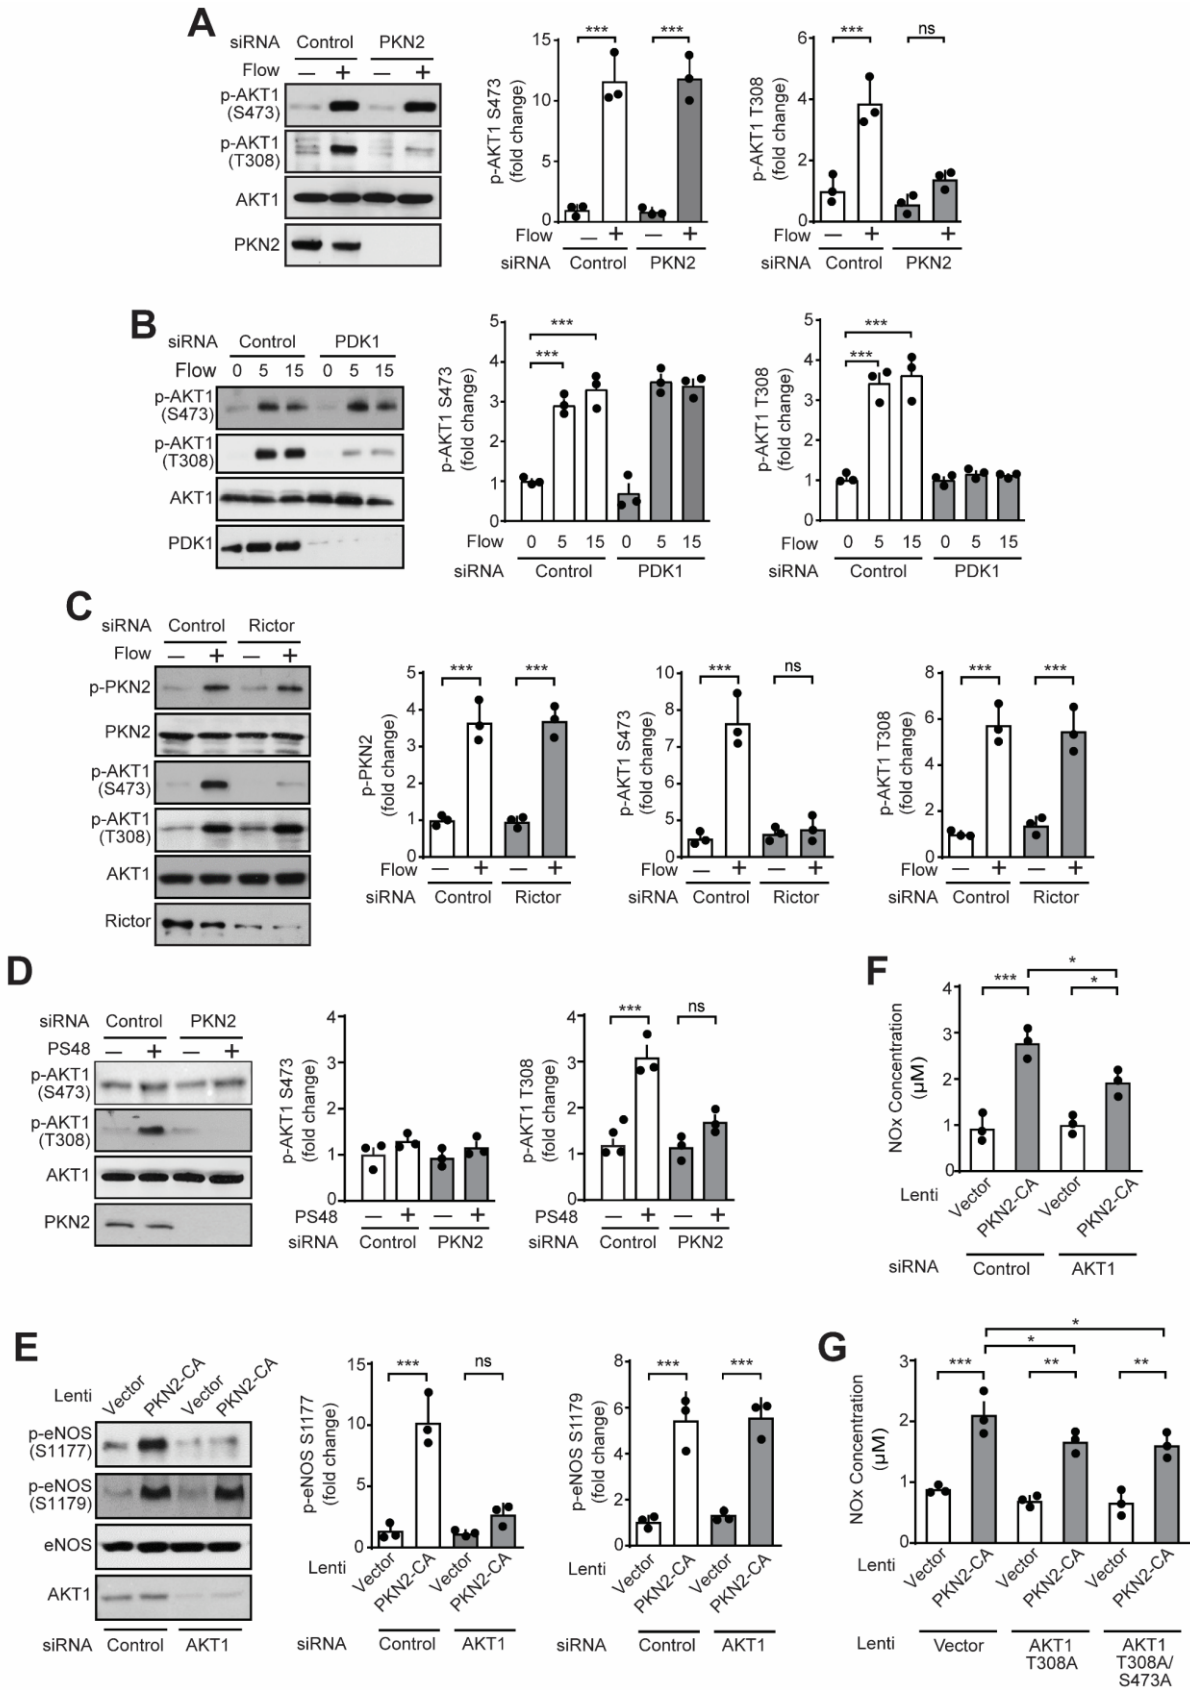 A
siRNA Control PKN2
Flow — + — +
p-AKT1
(S473)
p-AKT1
(T308)
AKT1
PKN2
p-AKT1 S473
(fold change)
15
10
5
0
*** ***
Flow — + — +
siRNA Control PKN2
p-AKT1 T308
(fold change)
6
4
2
0
*** ns
Flow — + — +
siRNA Control PKN2
B
siRNA Control PDK1
Flow 0 5 15 0 5 15
p-AKT1
(S473)
p-AKT1
(T308)
AKT1
PDK1
p-AKT1 S473
(fold change)
5
4
3
2
1
0
***
***
Flow 0 5 15 0 5 15
siRNA Control PDK1
p-AKT1 T308
(fold change)
5
4
3
2
1
0
***
***
Flow 0 5 15 0 5 15
siRNA Control PDK1
C
siRNA Control Rictor
Flow — + — +
p-PKN2
PKN2
p-AKT1
(S473)
p-AKT1
(T308)
AKT1
Rictor
p-PKN2
(fold change)
5
4
3
2
1
0
*** ***
Flow — + — +
siRNA Control Rictor
p-AKT1 S473
(fold change)
10
7
6
5
0
*** ns
Flow — + — +
siRNA Control Rictor
p-AKT1 T308
(fold change)
8
6
4
2
0
*** ***
Flow — + — +
siRNA Control Rictor
D
siRNA Control PKN2
PS48 — + — +
p-AKT1
(S473)
p-AKT1
(T308)
AKT1
PKN2
p-AKT1 S473
(fold change)
4
3
2
1
0
PS48 — + — +
siRNA Control PKN2
p-AKT1 T308
(fold change)
4
3
2
1
0
*** ns
PS48 — + — +
siRNA Control PKN2
F
NOx Concentration
(µM)
4
3
2
1
0
*
*** *
Lenti Vector PKN2-CA Vector PKN2-CA
siRNA Control AKT1
E
Lenti Vector PKN2-CA Vector PKN2-CA
p-eNOS
(S1177)
p-eNOS
(S1179)
eNOS
AKT1
siRNA Control AKT1
p-eNOS S1177
(fold change)
15
10
5
0
*** ns
Lenti Vector PKN2-CA Vector PKN2-CA
siRNA Control AKT1
p-eNOS S1179
(fold change)
8
6
4
2
0
*** ***
Lenti Vector PKN2-CA Vector PKN2-CA
siRNA Control AKT1
G
NOx Concentration
(µM)
3
2
1
0
*
*
*** ** **
Lenti Vector PKN2-CA Vector PKN2-CA Vector PKN2-CA
Lenti Vector AKT1 AKT1
T308A T308A/
S473A